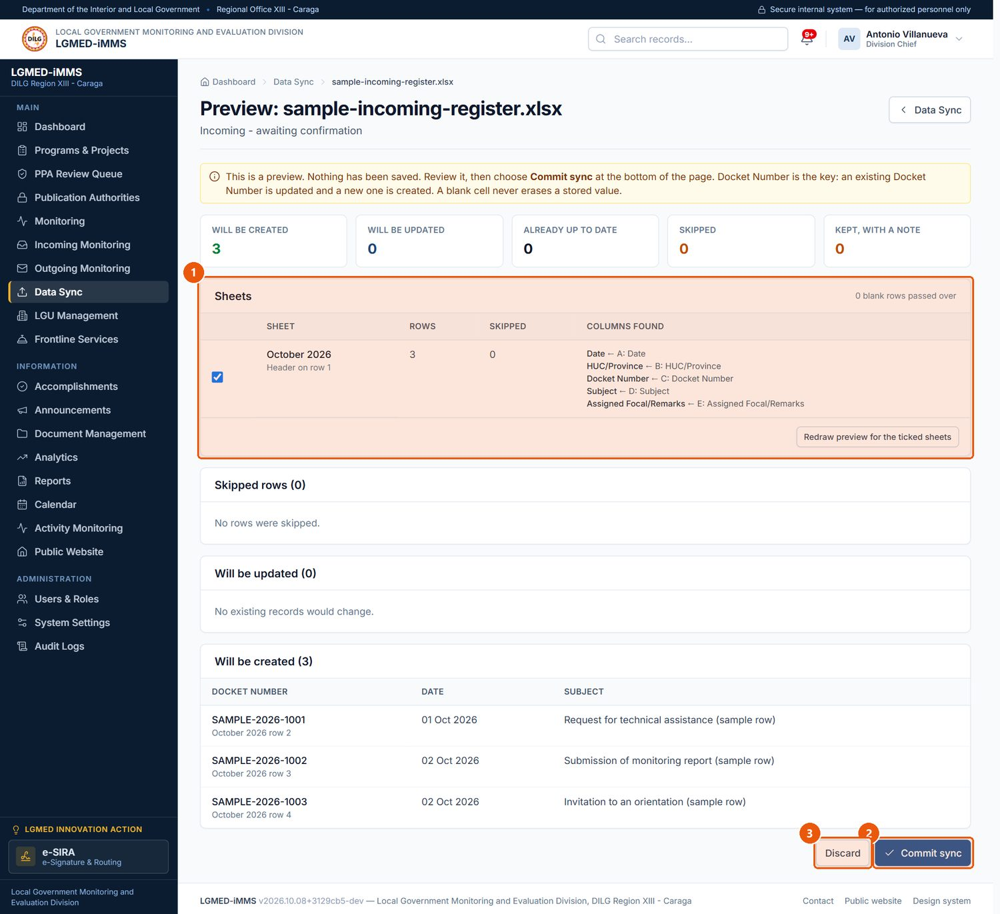 Department of the Interior and Local Government • Regional Office XIII - Caraga
Secure internal system — for authorized personnel only
DILG
LOCAL GOVERNMENT MONITORING AND EVALUATION DIVISION
LGMED-iMMS
Search records...
9+
AV
Antonio Villanueva
Division Chief
LGMED-iMMS
DILG Region XIII - Caraga
MAIN
Dashboard
Programs & Projects
PPA Review Queue
Publication Authorities
Monitoring
Incoming Monitoring
Outgoing Monitoring
Data Sync
LGU Management
Frontline Services
INFORMATION
Accomplishments
Announcements
Document Management
Analytics
Reports
Calendar
Activity Monitoring
Public Website
ADMINISTRATION
Users & Roles
System Settings
Audit Logs
LGMED INNOVATION ACTION
e-SIRA
e-Signature & Routing
Local Government Monitoring and
Evaluation Division
Dashboard > Data Sync > sample-incoming-register.xlsx
Preview: sample-incoming-register.xlsx
Data Sync
Incoming - awaiting confirmation
This is a preview. Nothing has been saved. Review it, then choose Commit sync at the bottom of the page. Docket Number is the key: an existing Docket
Number is updated and a new one is created. A blank cell never erases a stored value.
WILL BE CREATED
3
WILL BE UPDATED
0
ALREADY UP TO DATE
0
SKIPPED
0
KEPT, WITH A NOTE
0
1
Sheets
0 blank rows passed over
SHEET ROWS SKIPPED COLUMNS FOUND
October 2026
Header on row 1
3
0
Date ← A: Date
HUC/Province ← B: HUC/Province
Docket Number ← C: Docket Number
Subject ← D: Subject
Assigned Focal/Remarks ← E: Assigned Focal/Remarks
Redraw preview for the ticked sheets
Skipped rows (0)
No rows were skipped.
Will be updated (0)
No existing records would change.
Will be created (3)
DOCKET NUMBER DATE SUBJECT
SAMPLE-2026-1001 01 Oct 2026 Request for technical assistance (sample row)
October 2026 row 2
SAMPLE-2026-1002 02 Oct 2026 Submission of monitoring report (sample row)
October 2026 row 3
SAMPLE-2026-1003 02 Oct 2026 Invitation to an orientation (sample row)
October 2026 row 4
3
2
Discard
Commit sync
LGMED-iMMS v2026.10.08+3129cb5-dev — Local Government Monitoring and Evaluation Division, DILG Region XIII - Caraga
Contact Public website Design system